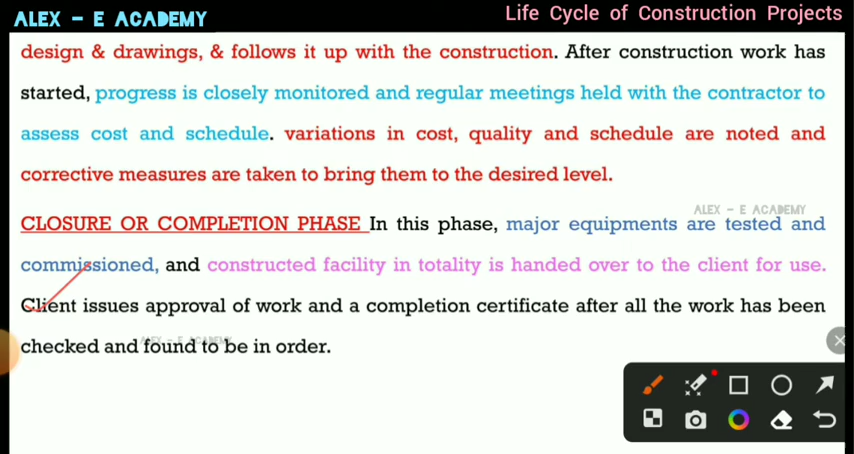 ALEX - E ACADEMY
Life Cycle of Construction Projects
design & drawings, & follows it up with the construction. After construction work has
started, progress is closely monitored and regular meetings held with the contractor to
assess cost and schedule. variations in cost, quality and schedule are noted and
corrective measures are taken to bring them to the desired level.
ALEX - E ACADEMY
CLOSURE OR COMPLETION PHASE In this phase, major equipments are tested and
commissioned, and constructed facility in totality is handed over to the client for use.
Client issues approval of work and a completion certificate after all the work has been
ALEX - E ACADEMY
checked and found to be in order.